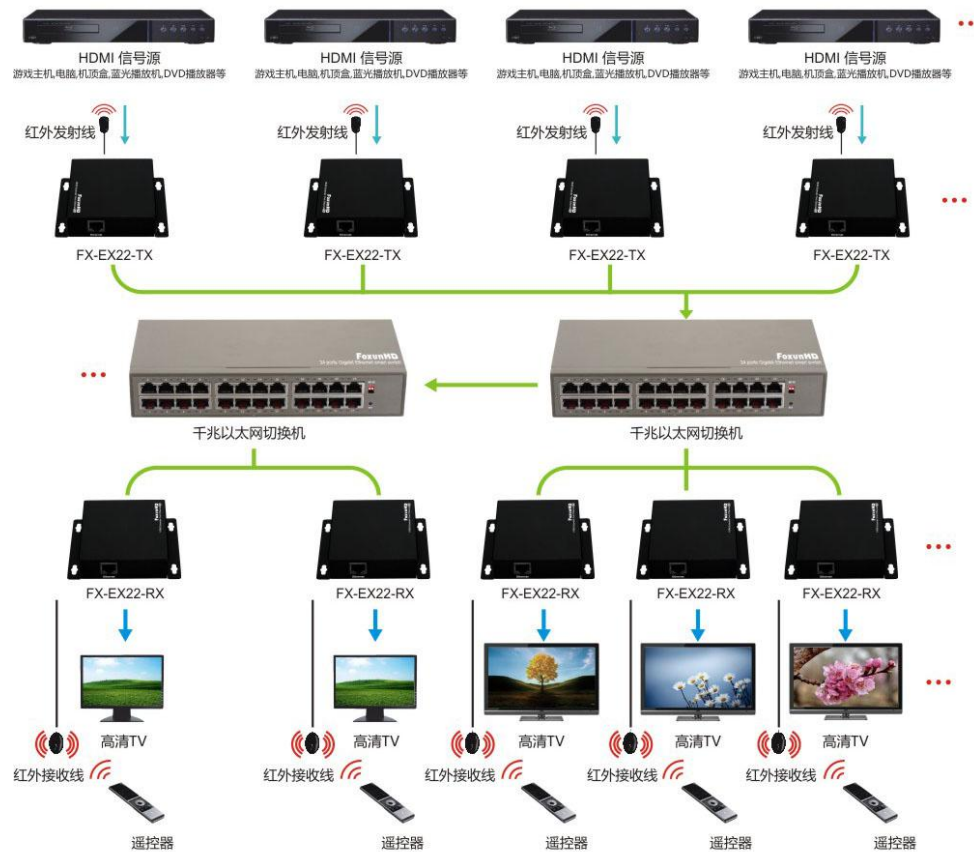 HDMI 信号源
游戏主机,电脑,机顶盒,蓝光播放机,DVD播放器等
HDMI 信号源
游戏主机,电脑,机顶盒,蓝光播放机,DVD播放器等
HDMI 信号源
游戏主机,电脑,机顶盒,蓝光播放机,DVD播放器等
HDMI 信号源
游戏主机,电脑,机顶盒,蓝光播放机,DVD播放器等
红外发射线
红外发射线
红外发射线
红外发射线
FoxunHD
FoxunHD
FoxunHD
FoxunHD
FX-EX22-TX
FX-EX22-TX
FX-EX22-TX
FX-EX22-TX
FoxunHD
FoxunHD
千兆以太网切换机
千兆以太网切换机
FoxunHD
FoxunHD
FoxunHD
FoxunHD
FoxunHD
FX-EX22-RX
FX-EX22-RX
FX-EX22-RX
FX-EX22-RX
FX-EX22-RX
高清TV
高清TV
高清TV
高清TV
高清TV
红外接收线
红外接收线
红外接收线
红外接收线
红外接收线
遥控器
遥控器
遥控器
遥控器
遥控器